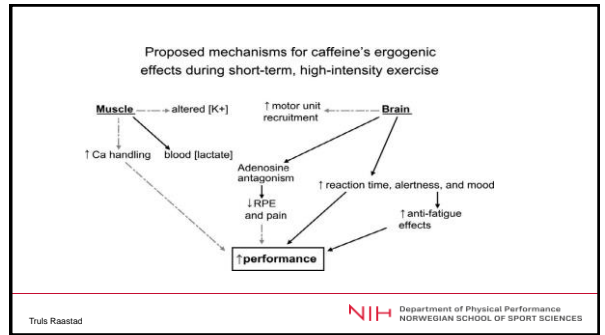 Proposed mechanisms for caffeine's ergogenic
effects during short-term, high-intensity exercise
Muscle
altered [K+]
↑ motor unit
recruitment
Brain
↑ Ca handling
blood [lactate]
Adenosine
antagonism
↑ reaction time, alertness, and mood
↓RPE
and pain
↑ anti-fatigue
effects
↑performance
Truls Raastad
NIH
Department of Physical Performance
NORWEGIAN SCHOOL OF SPORT SCIENCES